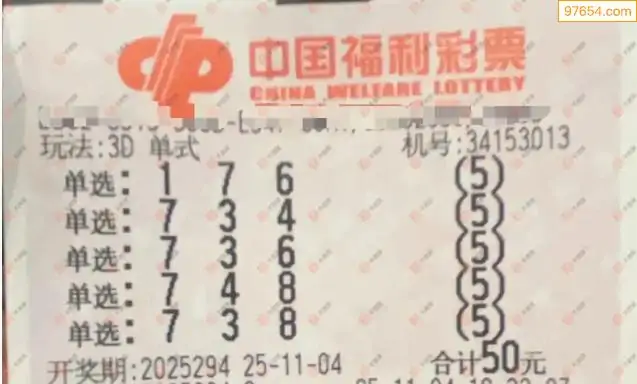 97654.com
中国福利彩票
CHINA WELFARE LOTTERY
玩法:3D 单式 机号:34153013
单选: 1 7 6 (5)
单选: 7 3 4 (5)
单选: 7 3 6 (5)
单选: 7 4 8 (5)
单选: 7 3 8 (5)
开奖期:2025294 25-11-04 合计50元